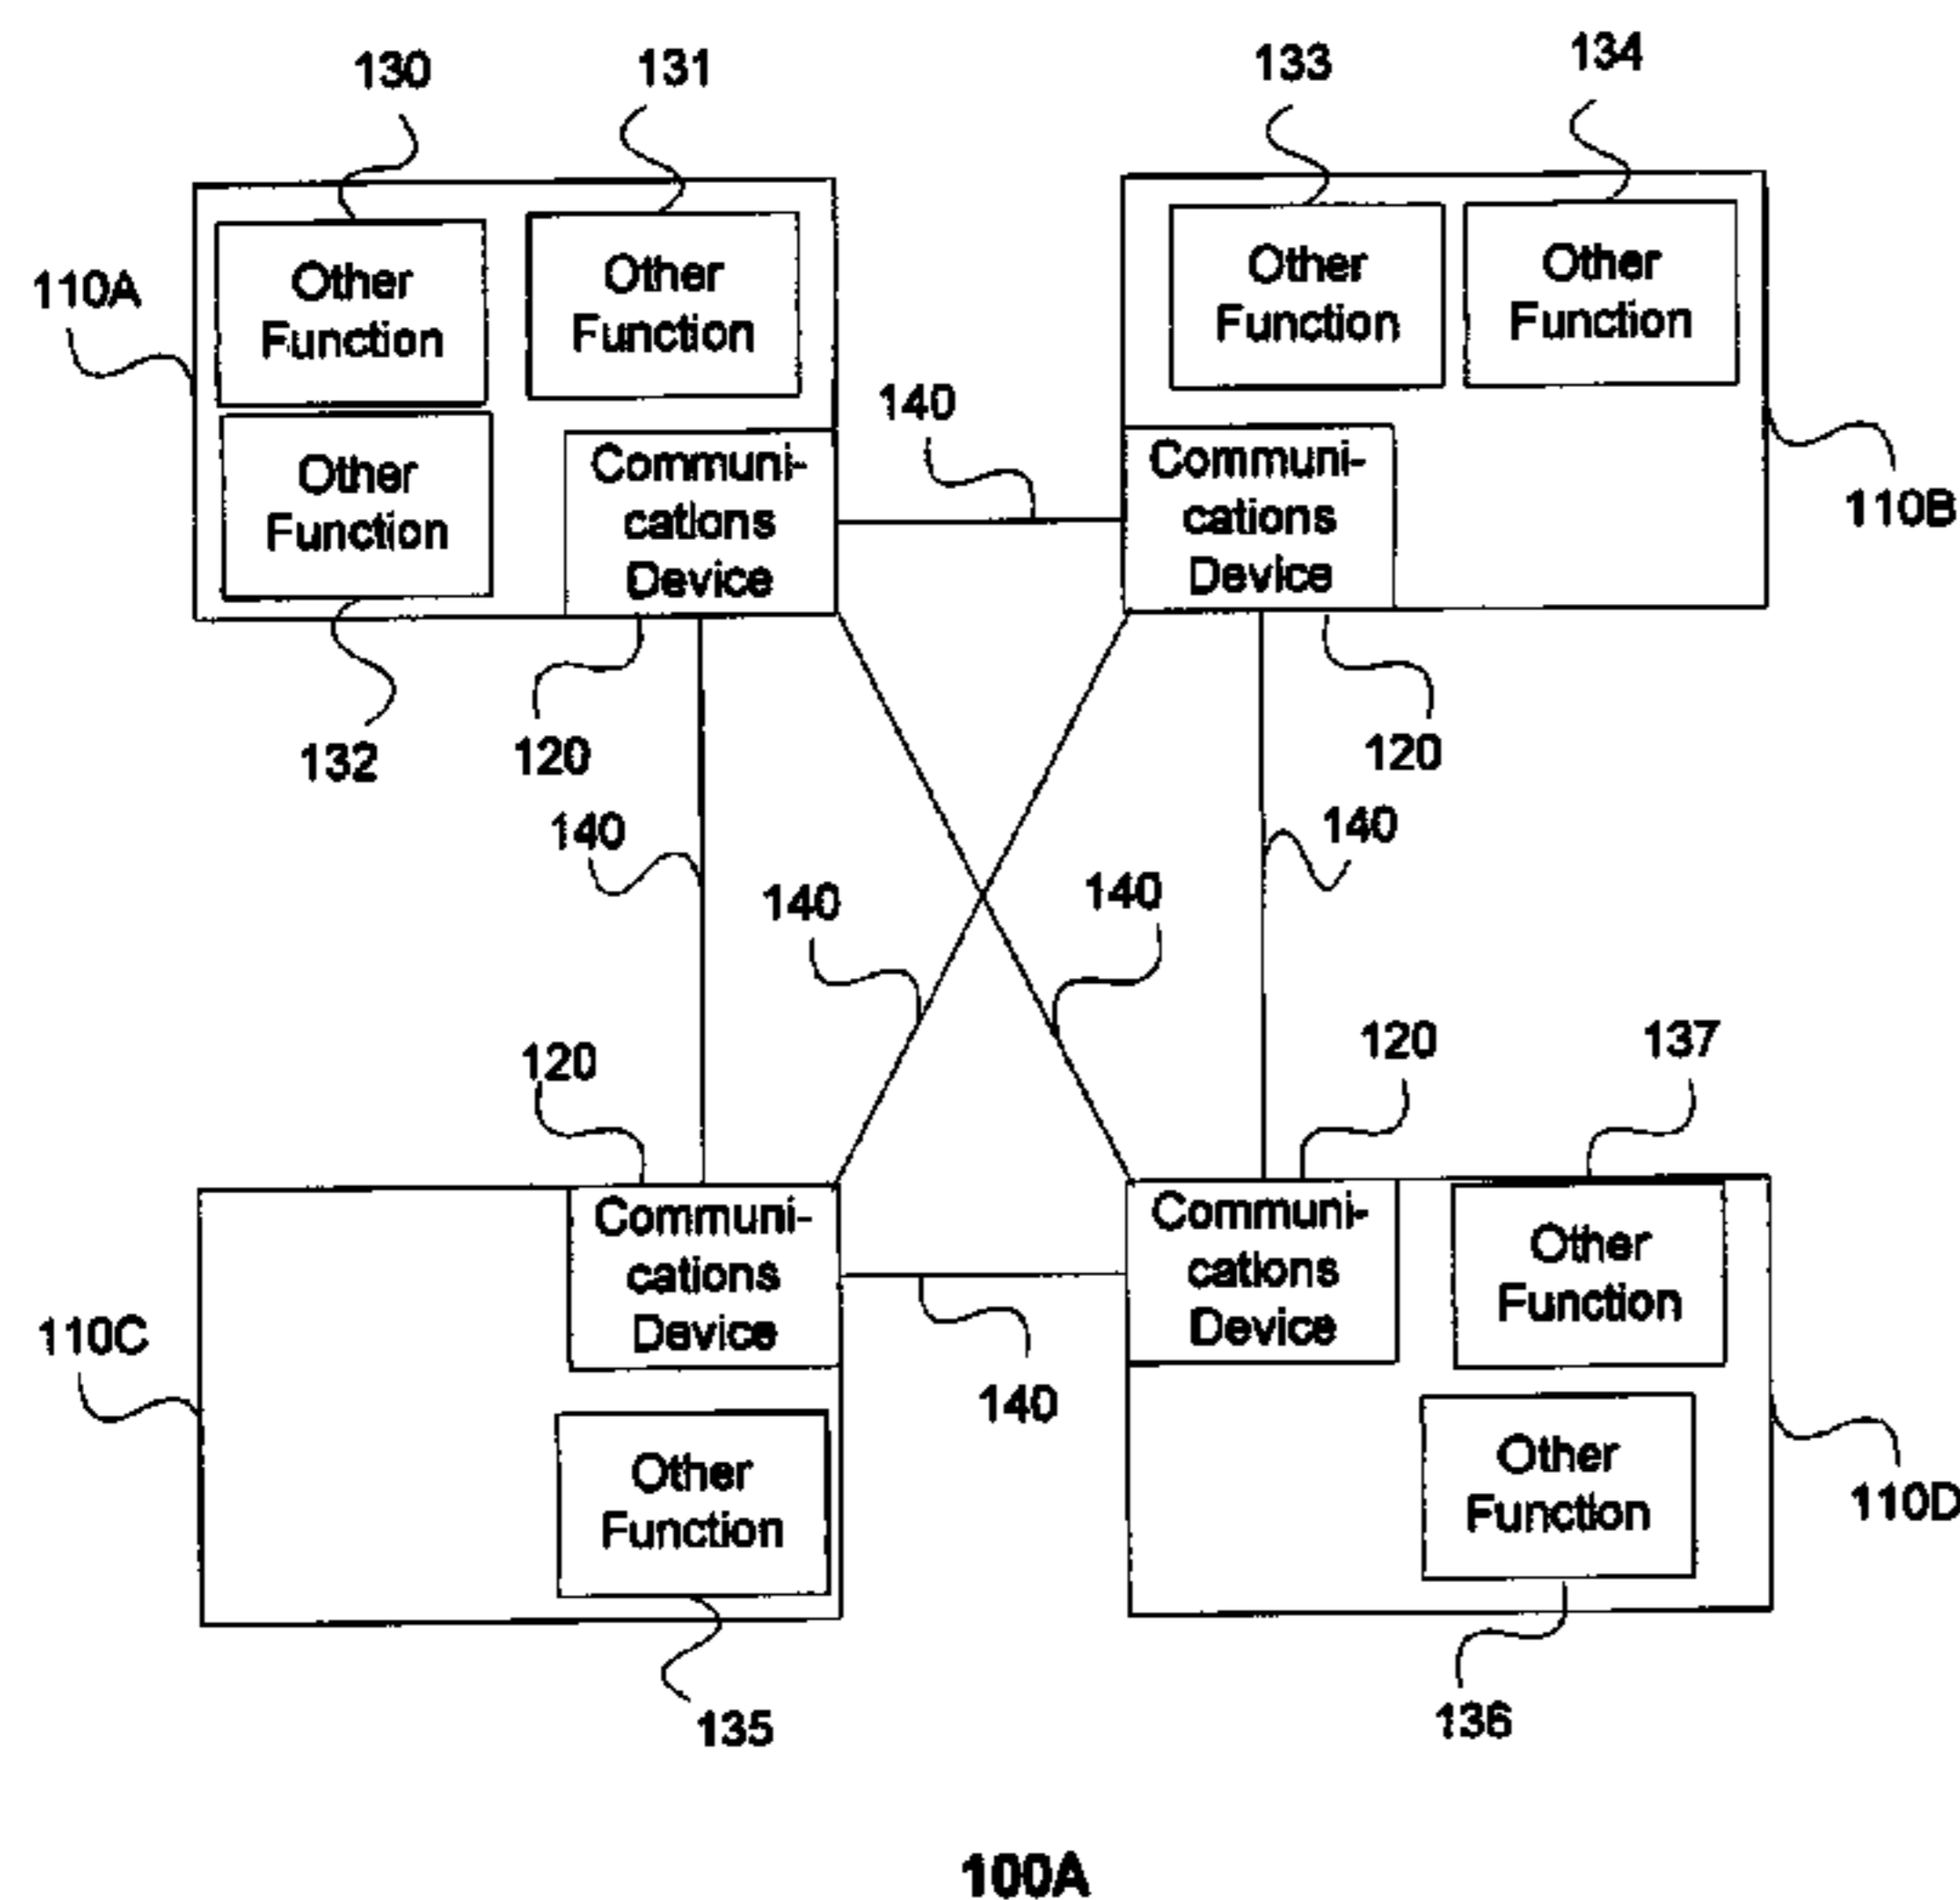 130
131
133
134
110A
Other
Function
Other
Function
Other
Function
Other
Function
140
Other
Function
Communi-
cations
Device
Communi-
cations
Device
110B
132
120
120
140
140
140
140
120
120
137
110C
Communi-
cations
Device
Communi-
cations
Device
Other
Function
140
Other
Function
Other
Function
110D
135
136
100A